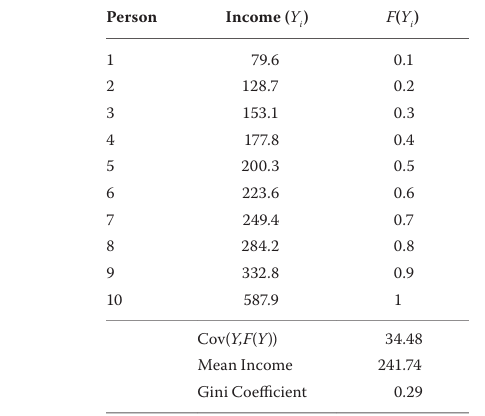 Person Income (Yi) F(Yi)
1 79.6 0.1
2 128.7 0.2
3 153.1 0.3
4 177.8 0.4
5 200.3 0.5
6 223.6 0.6
7 249.4 0.7
8 284.2 0.8
9 332.8 0.9
10 587.9 1
Cov(Y,F(Y)) 34.48
Mean Income 241.74
Gini Coefficient 0.29